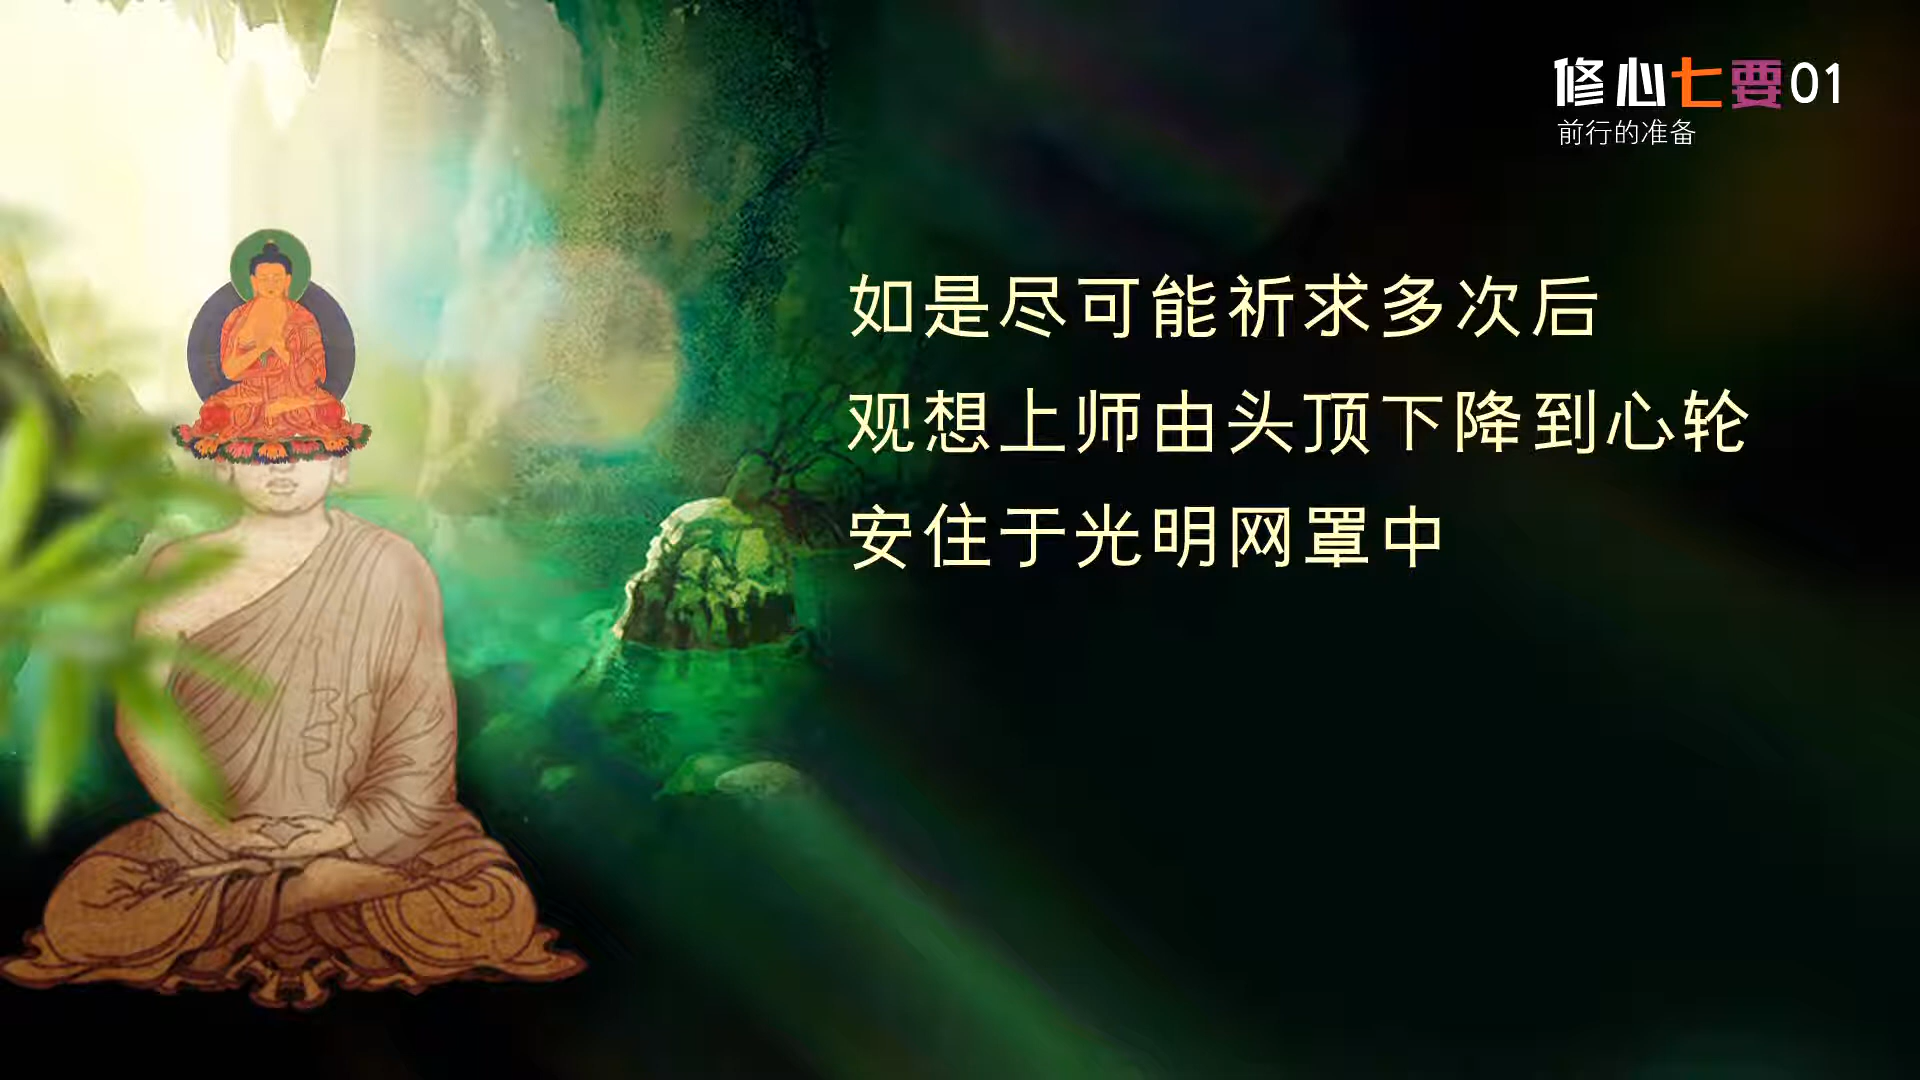 修心七要01
前行的准备
如是尽可能祈求多次后
观想上师由头顶下降到心轮
安住于光明网罩中